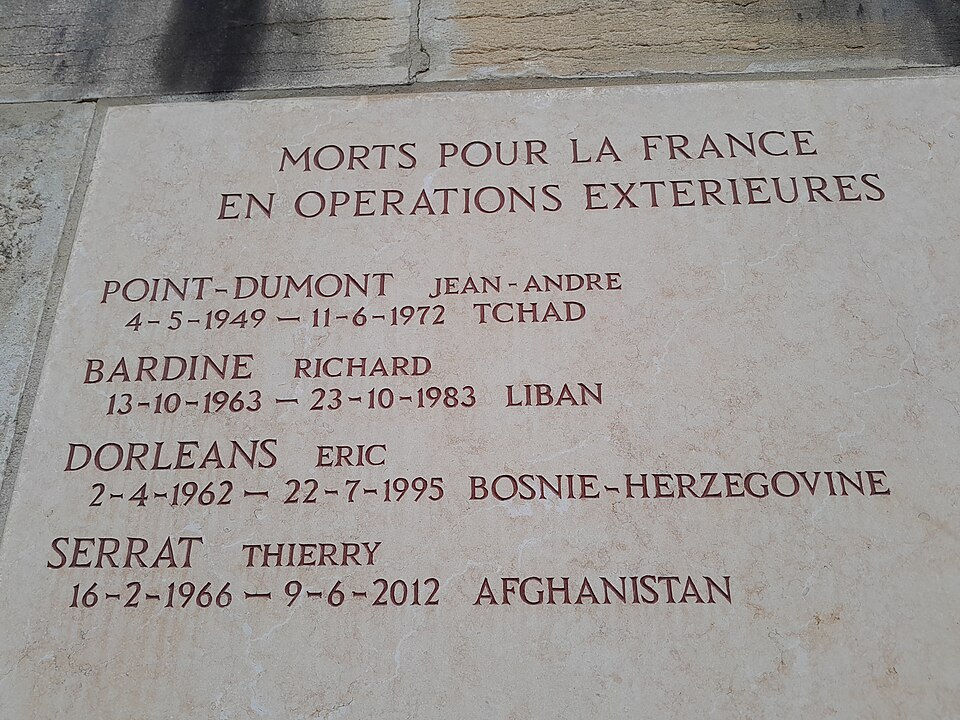 MORTS POUR LA FRANCE
EN OPERATIONS EXTERIEURES
POINT-DUMONT JEAN-ANDRE
4-5-1949 — 11-6-1972 TCHAD
BARDINE RICHARD
13-10-1963 — 23-10-1983 LIBAN
DORLEANS ERIC
2-4-1962 — 22-7-1995 BOSNIE-HERZEGOVINE
SERRAT THIERRY
16-2-1966 — 9-6-2012 AFGHANISTAN